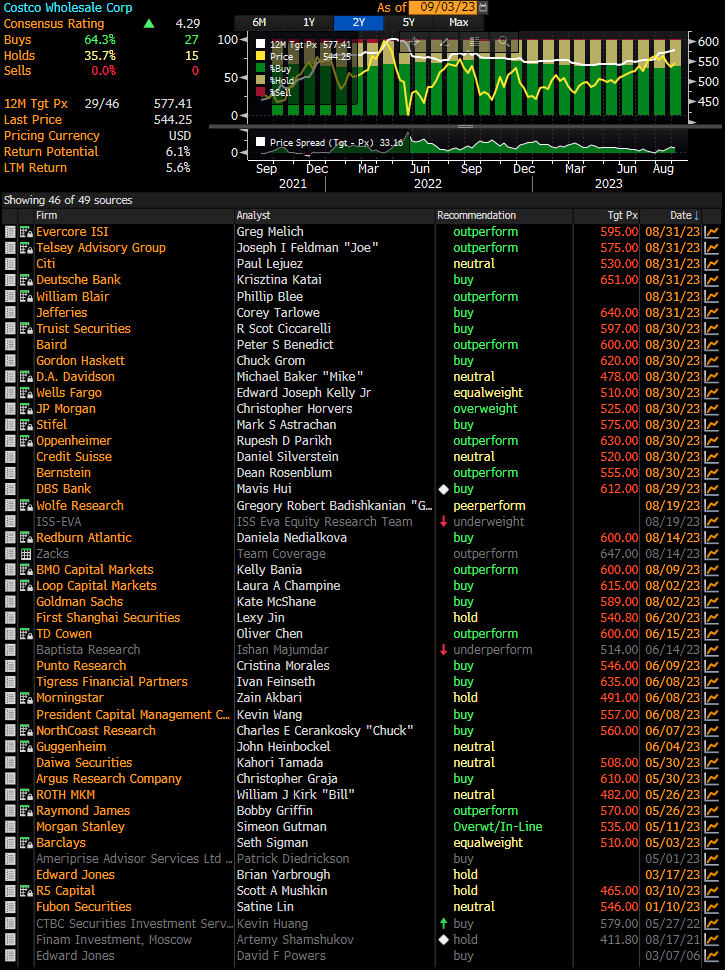 Costco Wholesale Corp As of 09/03/23
Consensus Rating 4.29 6M 1Y 2Y 5Y Max
Buys 64.3% 27
Holds 35.7% 15
Sells 0.0% 0
12M Tgt Px 29/46 577.41
Last Price 544.25
Pricing Currency USD
Return Potential 6.1%
LTM Return 5.6%
100
50
0
12M Tgt Px 577.41
Price 544.25
%Buy
%Hold
%Sell
600
550
500
450
0
Price Spread (Tgt - Px) 33.16
Sep Dec Mar Jun Sep Dec Mar Jun Aug
2021 2022 2023
Showing 46 of 49 sources
Firm Analyst Recommendation Tgt Px Date↓
Evercore ISI Greg Melich outperform 595.00 08/31/23
Telsey Advisory Group Joseph I Feldman "Joe" outperform 575.00 08/31/23
Citi Paul Lejuez neutral 530.00 08/31/23
Deutsche Bank Krisztina Katai buy 651.00 08/31/23
William Blair Phillip Blee outperform 08/31/23
Jefferies Corey Tarlowe buy 640.00 08/31/23
Truist Securities R Scot Ciccarelli buy 597.00 08/30/23
Baird Peter S Benedict outperform 600.00 08/30/23
Gordon Haskett Chuck Grom buy 620.00 08/30/23
D.A. Davidson Michael Baker "Mike" neutral 478.00 08/30/23
Wells Fargo Edward Joseph Kelly Jr equalweight 510.00 08/30/23
JP Morgan Christopher Horvers overweight 525.00 08/30/23
Stifel Mark S Astrachan buy 575.00 08/30/23
Oppenheimer Rupesh D Parikh outperform 630.00 08/30/23
Credit Suisse Daniel Silverstein neutral 520.00 08/30/23
Bernstein Dean Rosenblum outperform 555.00 08/30/23
DBS Bank Mavis Hui buy 612.00 08/29/23
Wolfe Research Gregory Robert Badishkanian "G... peerperform 08/19/23
ISS-EVA ISS Eva Equity Research Team underweight 08/19/23
Redburn Atlantic Daniela Nedialkova buy 600.00 08/14/23
Zacks Team Coverage outperform 647.00 08/14/23
BMO Capital Markets Kelly Bania outperform 600.00 08/09/23
Loop Capital Markets Laura A Champine buy 615.00 08/02/23
Goldman Sachs Kate McShane buy 589.00 08/02/23
First Shanghai Securities Lexy Jin hold 540.80 06/20/23
TD Cowen Oliver Chen outperform 600.00 06/15/23
Baptista Research Ishan Majumdar underperform 514.00 06/14/23
Punto Research Cristina Morales buy 546.00 06/09/23
Tigress Financial Partners Ivan Feinseth buy 635.00 06/08/23
Morningstar Zain Akbari hold 491.00 06/08/23
President Capital Management C... Kevin Wang buy 557.00 06/08/23
NorthCoast Research Charles E Cerankosky "Chuck" buy 560.00 06/07/23
Guggenheim John Heinbockel neutral 06/04/23
Daiwa Securities Kahori Tamada neutral 508.00 05/30/23
Argus Research Company Christopher Graja buy 610.00 05/30/23
ROTH MKM William J Kirk "Bill" neutral 482.00 05/26/23
Raymond James Bobby Griffin outperform 570.00 05/26/23
Morgan Stanley Simeon Gutman Overwt/In-Line 535.00 05/11/23
Barclays Seth Sigman equalweight 510.00 05/03/23
Ameriprise Advisor Services Ltd ... Patrick Diedrickson buy 05/01/23
Edward Jones Brian Yarbrough hold 03/17/23
R5 Capital Scott A Mushkin hold 465.00 03/10/23
Fubon Securities Satine Lin neutral 546.00 01/10/23
CTBC Securities Investment Serv... Kevin Huang buy 579.00 05/27/22
Finam Investment, Moscow Artemy Shamshukov hold 411.80 08/17/21
Edward Jones David F Powers buy 03/07/06